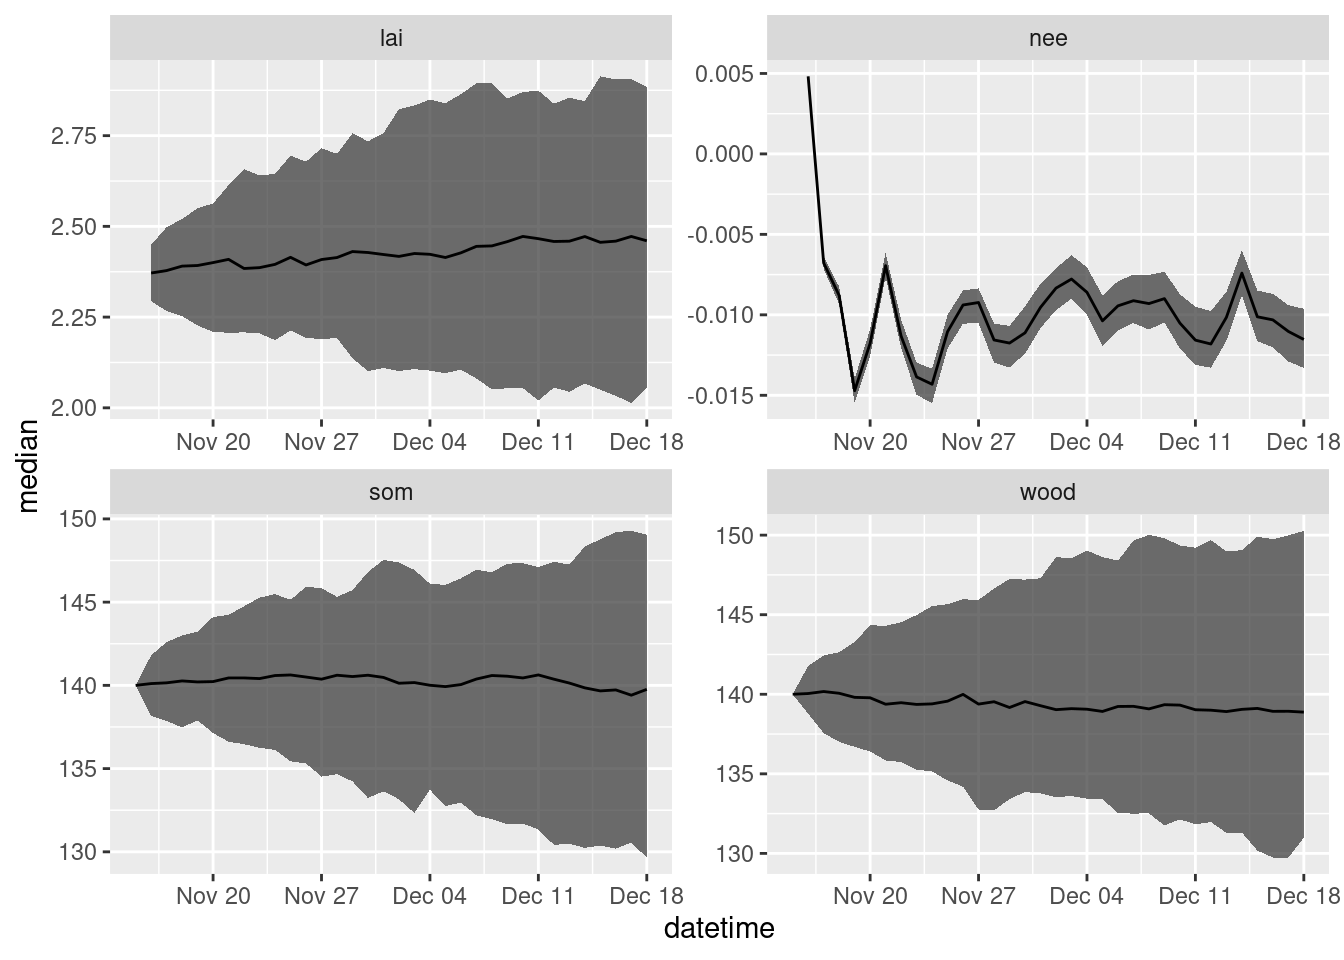 lai
2.75
2.50
2.25
2.00
Nov 20 Nov 27 Dec 04 Dec 11 Dec 18
nee
0.005
0.000
-0.005
-0.010
-0.015
Nov 20 Nov 27 Dec 04 Dec 11 Dec 18
median
som
150
145
140
135
130
Nov 20 Nov 27 Dec 04 Dec 11 Dec 18
wood
150
145
140
135
130
Nov 20 Nov 27 Dec 04 Dec 11 Dec 18
datetime